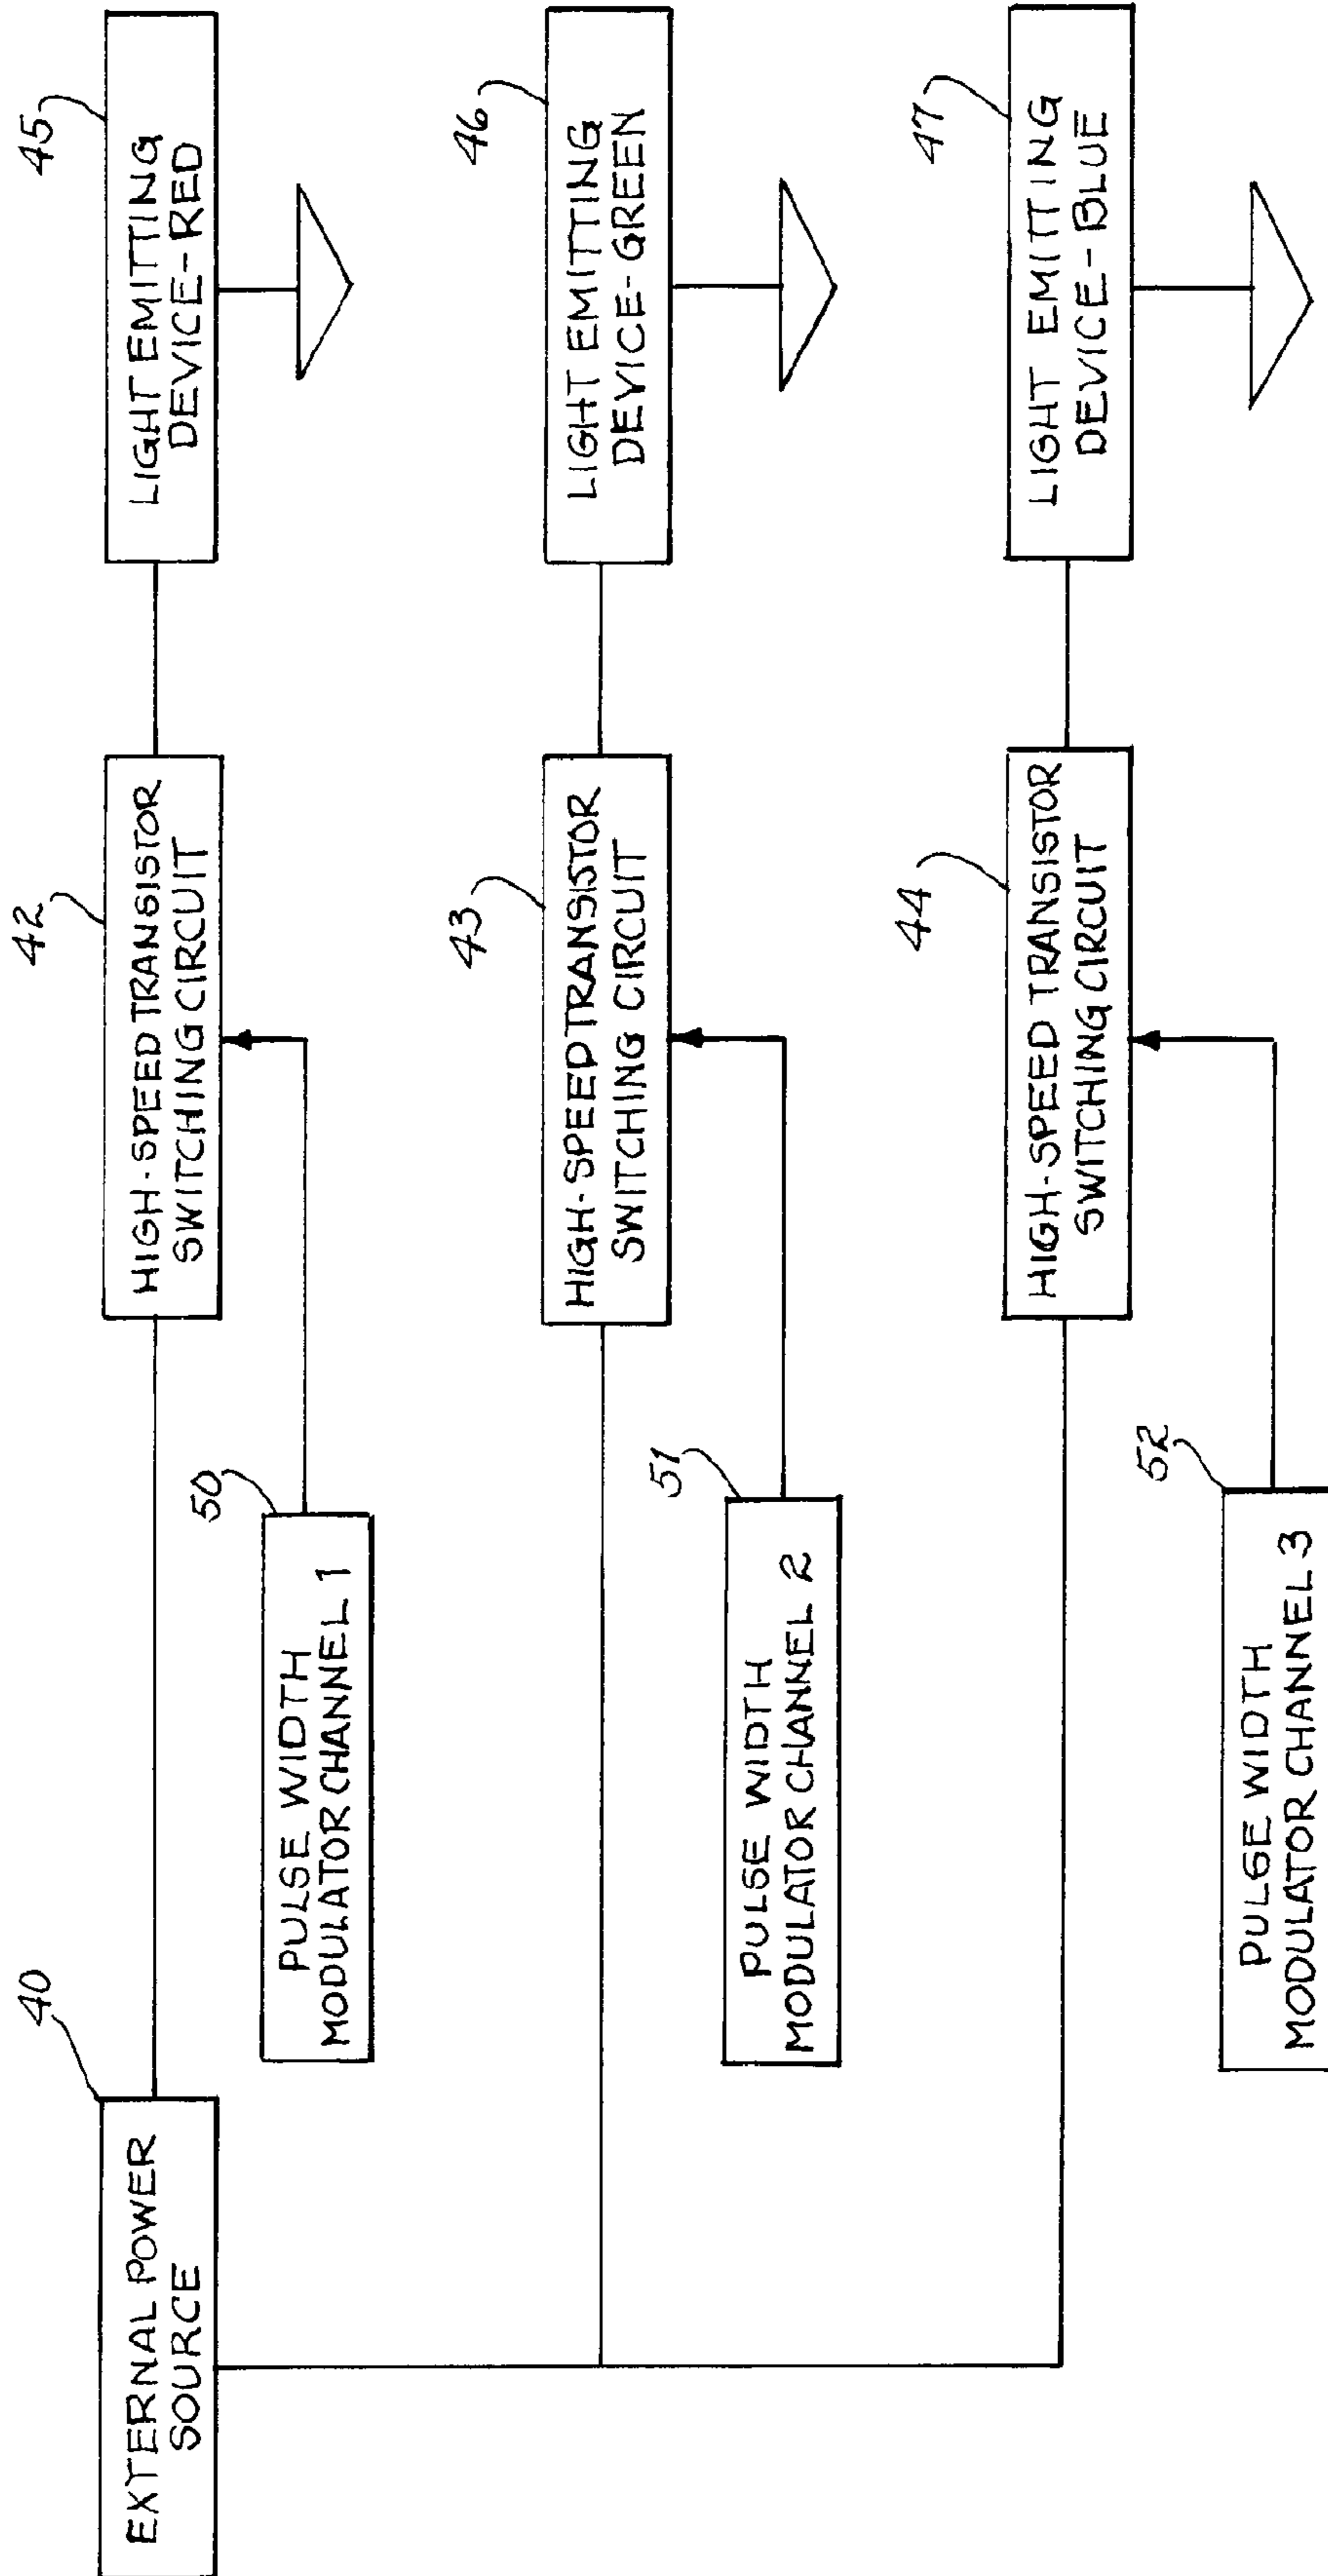 40
EXTERNAL POWER
SOURCE
42
HIGH-SPEED TRANSISTOR
SWITCHING CIRCUIT
45
LIGHT EMITTING
DEVICE-RED
50
PULSE WIDTH
MODULATOR CHANNEL 1
43
HIGH-SPEED TRANSISTOR
SWITCHING CIRCUIT
46
LIGHT EMITTING
DEVICE-GREEN
51
PULSE WIDTH
MODULATOR CHANNEL 2
44
HIGH-SPEED TRANSISTOR
SWITCHING CIRCUIT
47
LIGHT EMITTING
DEVICE-BLUE
52
PULSE WIDTH
MODULATOR CHANNEL 3